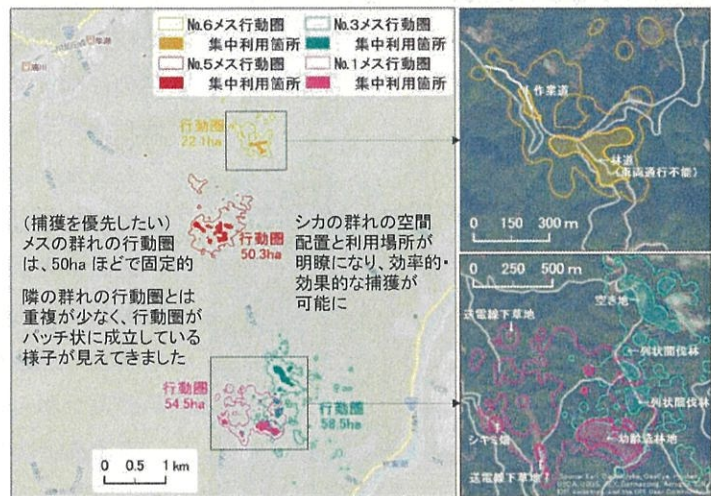 No.6メス行動圏
集中利用箇所
No.3メス行動圏
集中利用箇所
No.5メス行動圏
集中利用箇所
No.1メス行動圏
集中利用箇所
行動圏
22.1ha
行動圏
50.3ha
(捕獲を優先したい)
メスの群れの行動圏
は、50ha ほどで固定的
隣の群れの行動圏とは
重複が少なく、行動圏が
パッチ状に成立している
様子が見えてきました
シカの群れの空間
配置と利用場所が
明瞭になり、効率的・
効果的な捕獲が
可能に
行動圏
54.5ha
行動圏
58.5ha
0 0.5 1 km
作業道
林道
(車両通行不能)
0 150 300 m
0 250 500 m
空き地
送電線下草地
列状間伐林
列状間伐林
シキミ畑
幼齢造林地
送電線下草地